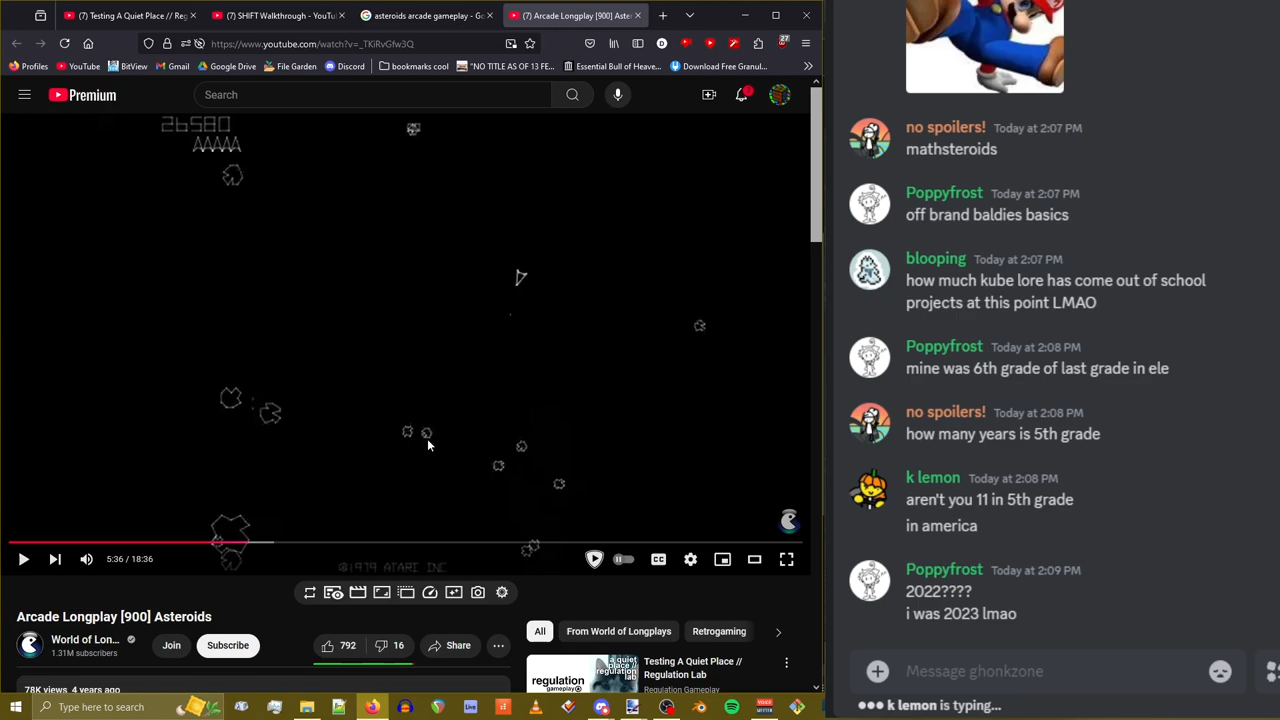 (7) Testing A Quiet Place // Reg
(7) SHIFT Walkthrough - YouTu
asteroids arcade gameplay - Go
(7) Arcade Longplay [900] Aster
https://www.youtube.com/watch?v=_TKiRvGfw3Q
27
Profiles
YouTube
BitView
Gmail
Google Drive
File Garden
Discord
bookmarks cool
"NO TITLE AS OF 13 FE...
Essential Bull of Heave...
Download Free Granul...
Premium
Search
26580
©1979 ATARI INC
5:36 / 18:36
CC
Arcade Longplay [900] Asteroids
World of Lon...
1.31M subscribers
Join
Subscribe
792
16
Share
78K views 4 years ago
All
From World of Longplays
Retrogaming
regulation
gameplay
a quiet
place //
regulation
lab
Testing A Quiet Place //
Regulation Lab
Regulation Gameplay
Type here to search
no spoilers! Today at 2:07 PM
mathsteroids
Poppyfrost Today at 2:07 PM
off brand baldies basics
blooping Today at 2:07 PM
how much kube lore has come out of school
projects at this point LMAO
Poppyfrost Today at 2:08 PM
mine was 6th grade of last grade in ele
no spoilers! Today at 2:08 PM
how many years is 5th grade
k lemon Today at 2:08 PM
aren't you 11 in 5th grade
in america
Poppyfrost Today at 2:09 PM
2022????
i was 2023 lmao
Message ghonkzone
k lemon is typing...